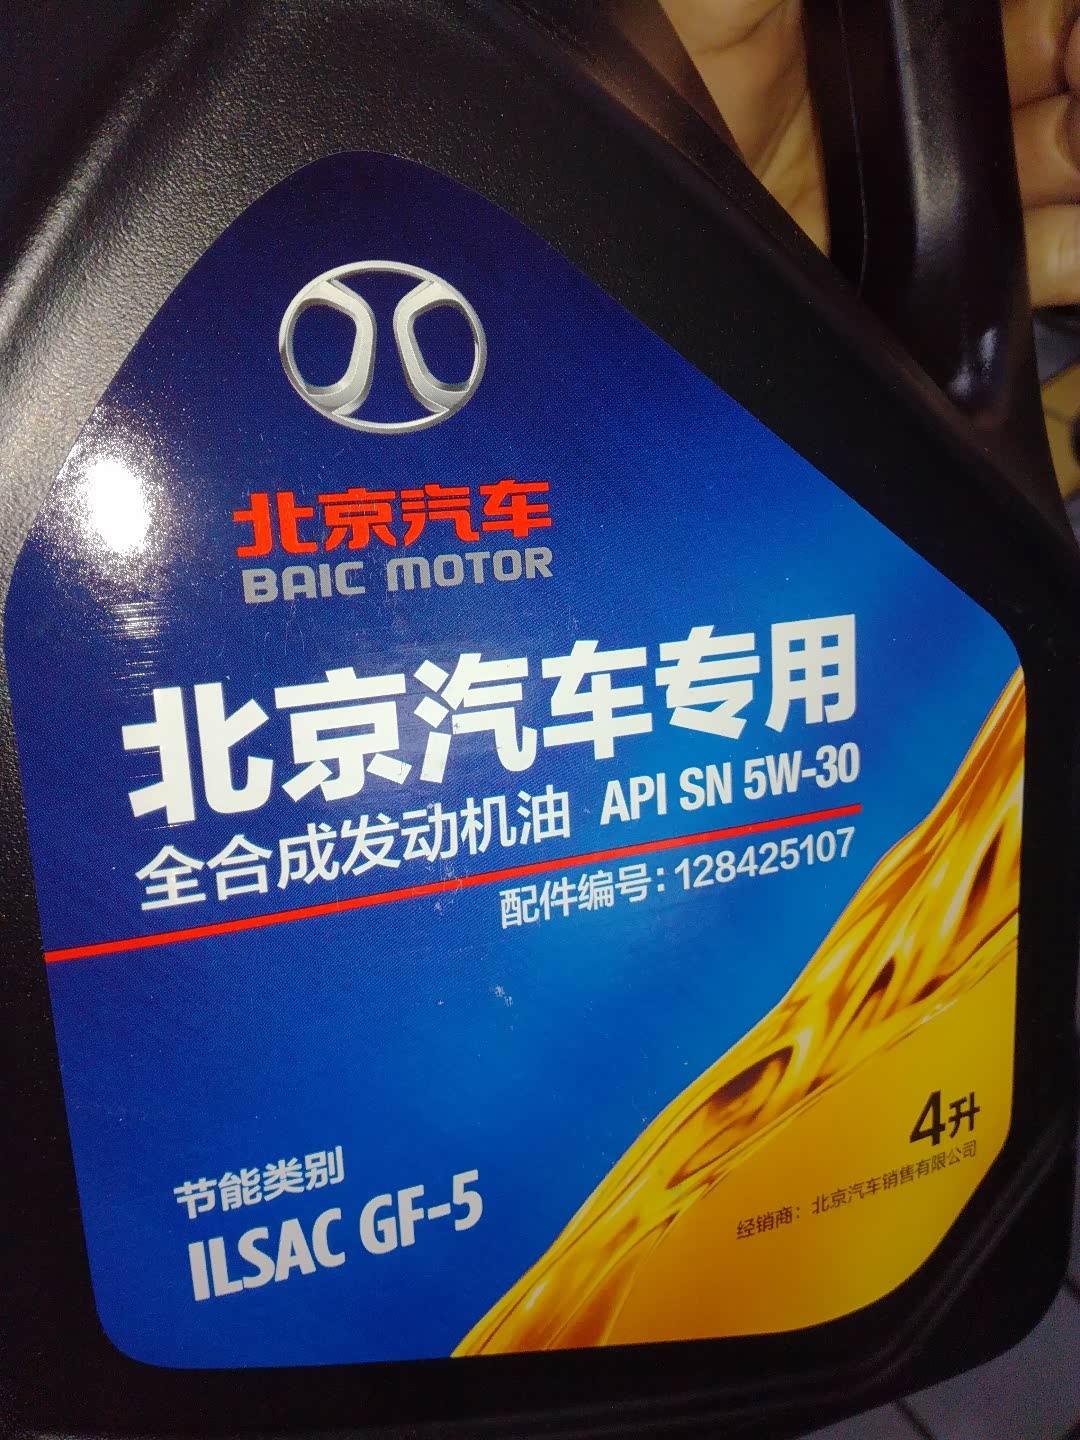 北京汽车
BAIC MOTOR
北京汽车专用
全合成发动机油 API SN 5W-30
配件编号:128425107
节能类别
ILSAC GF-5
4升
经销商:北京汽车销售有限公司